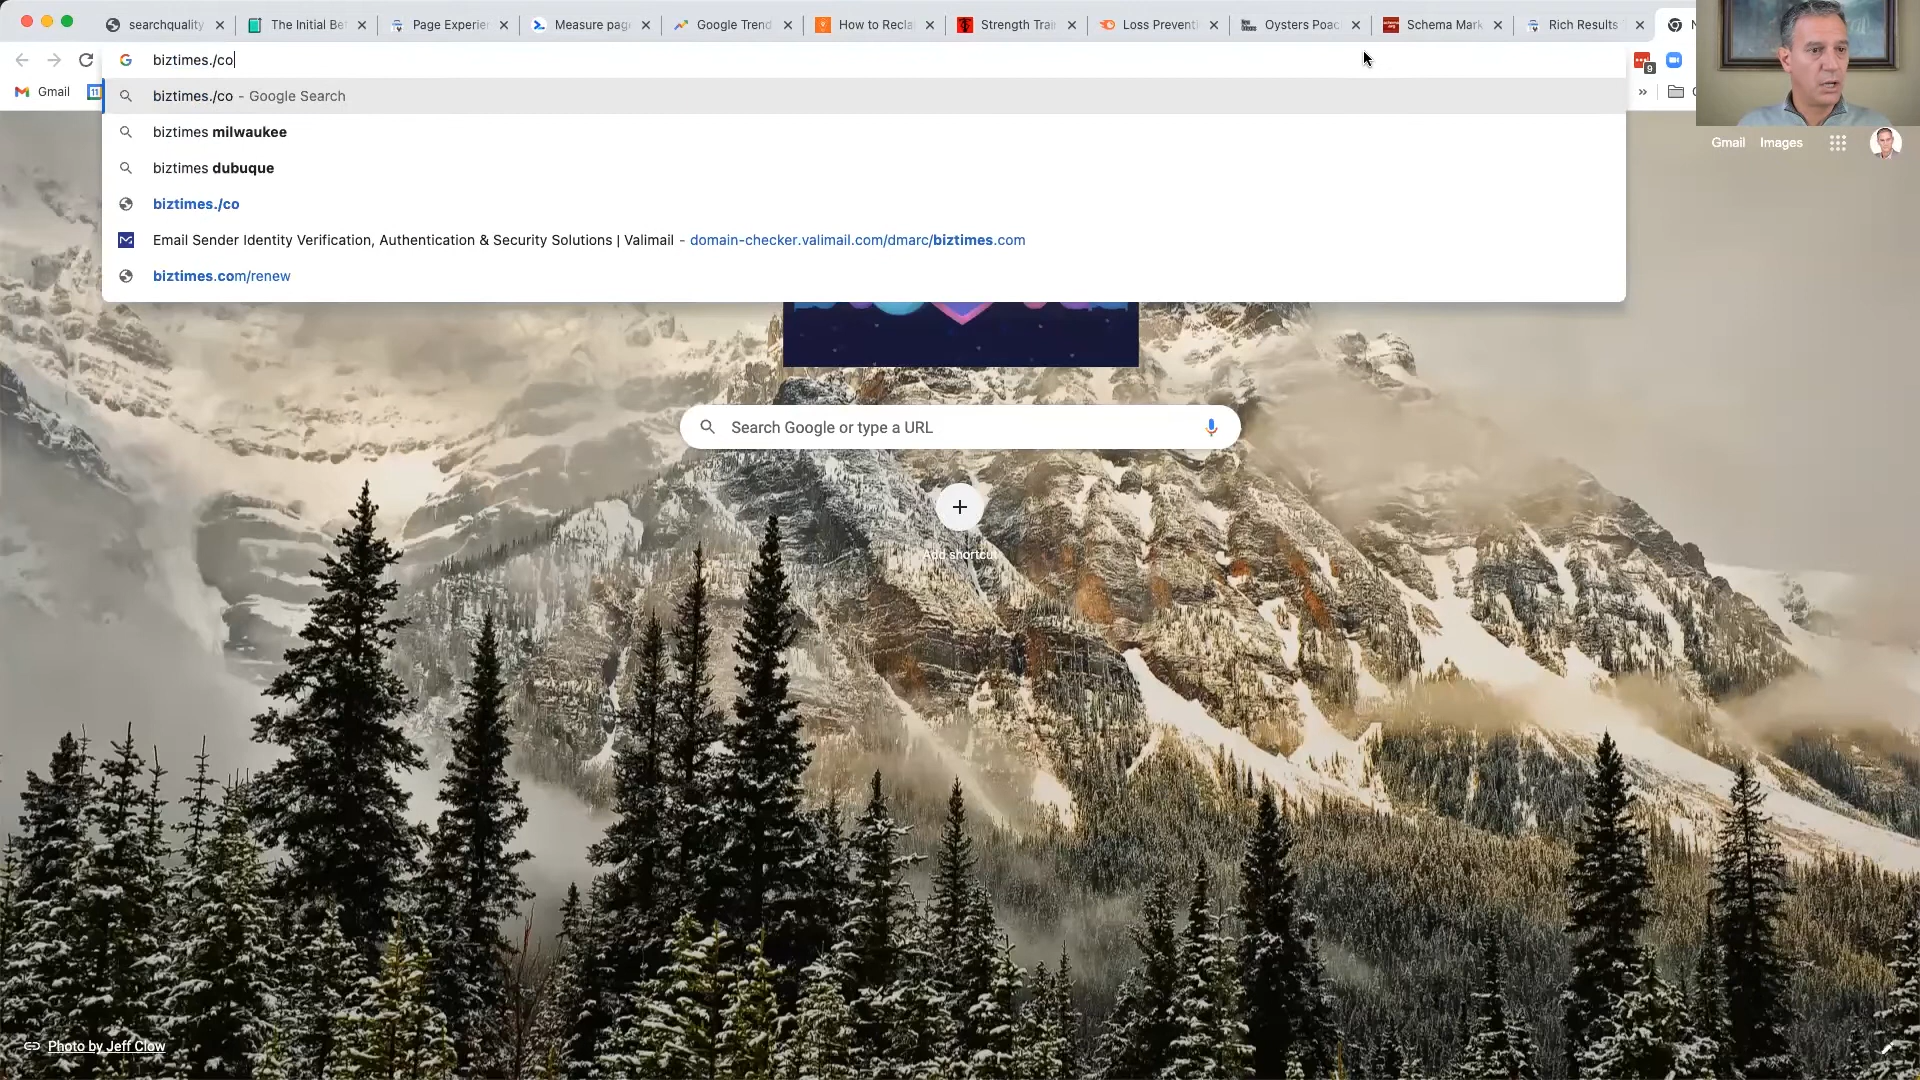 searchquality
The Initial Be
Page Experien
Measure page
Google Trend
How to Recla
Strength Trai
Loss Preventi
Oysters Poac
Schema Mark
Rich Results
biztimes./co
9
Gmail
biztimes./co - Google Search
biztimes milwaukee
biztimes dubuque
biztimes./co
Email Sender Identity Verification, Authentication & Security Solutions | Valimail - domain-checker.valimail.com/dmarc/biztimes.com
biztimes.com/renew
Gmail Images
Search Google or type a URL
Add shortcut
Photo by Jeff Clow